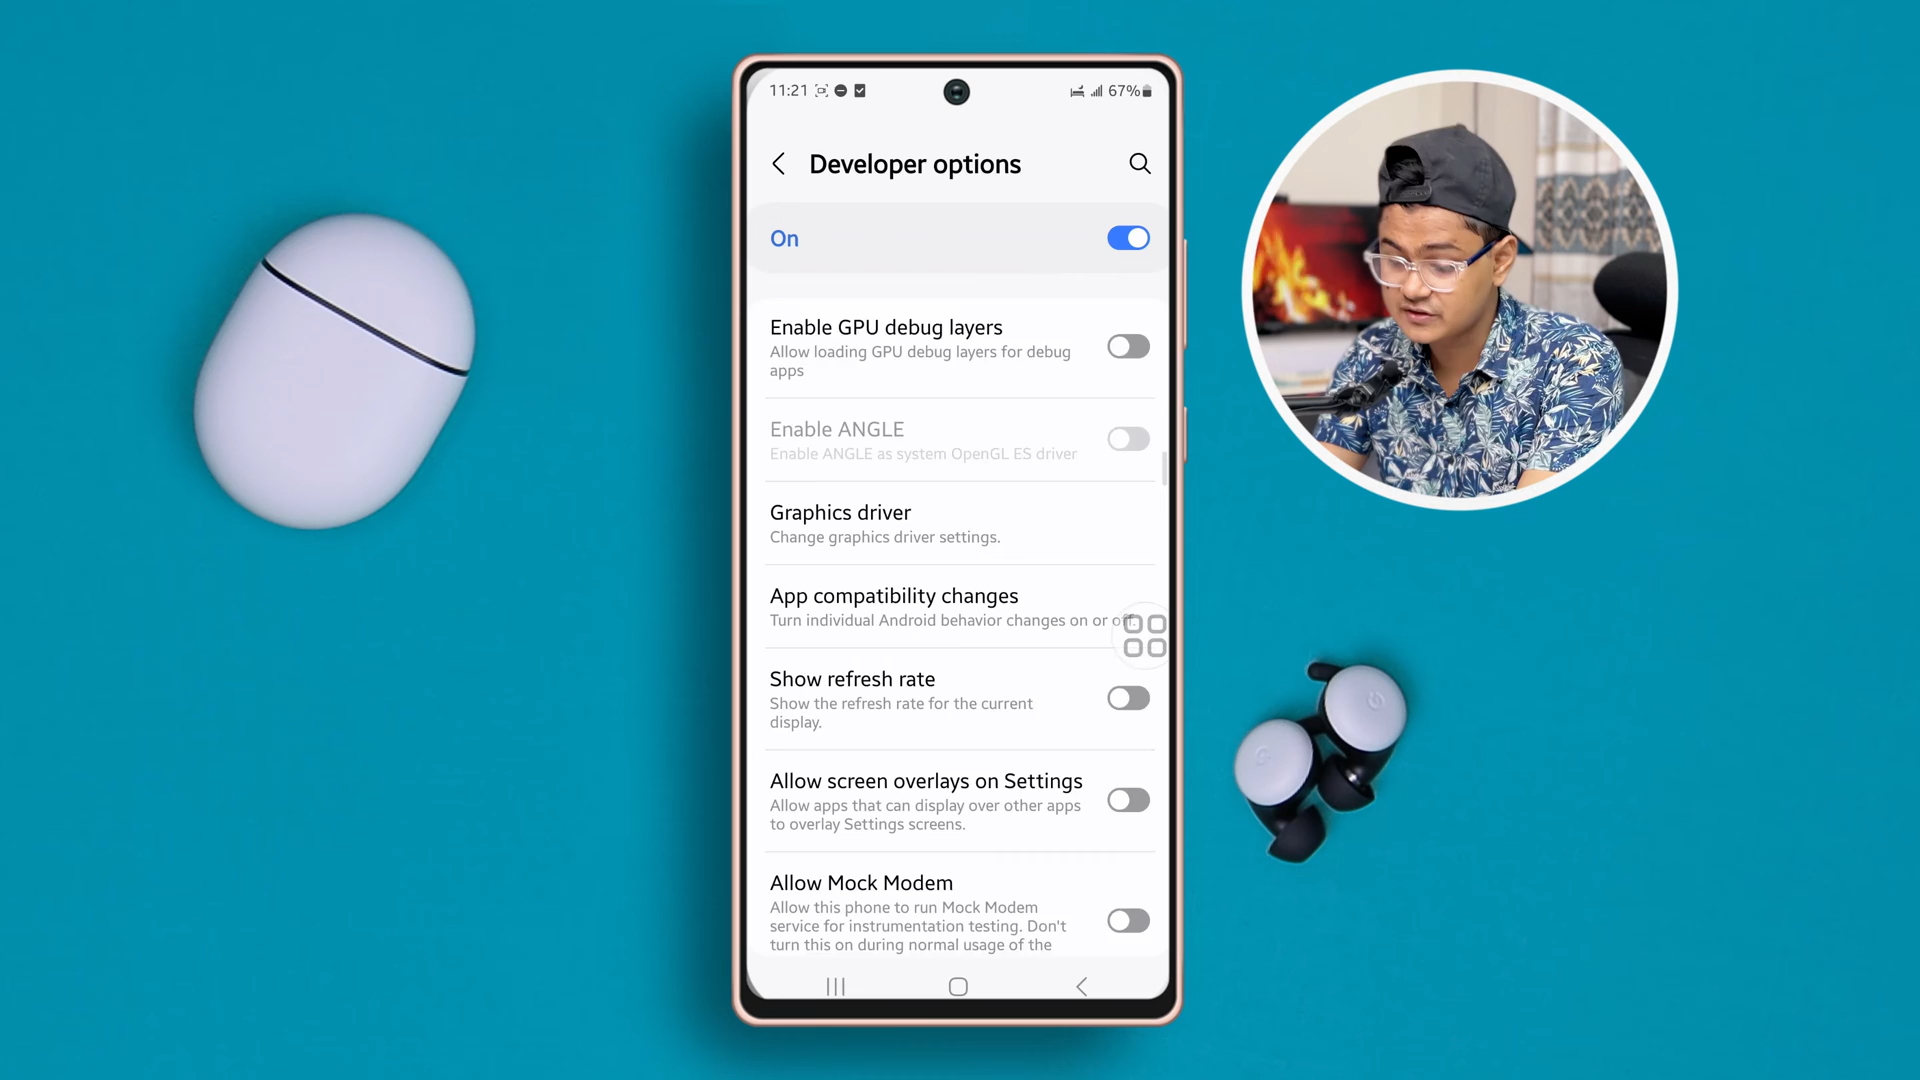 11:21
67%
Developer options
On
Enable GPU debug layers
Allow loading GPU debug layers for debug
apps
Enable ANGLE
Enable ANGLE as system OpenGL ES driver
Graphics driver
Change graphics driver settings.
App compatibility changes
Turn individual Android behavior changes on or off.
Show refresh rate
Show the refresh rate for the current
display.
Allow screen overlays on Settings
Allow apps that can display over other apps
to overlay Settings screens.
Allow Mock Modem
Allow this phone to run Mock Modem
service for instrumentation testing. Don't
turn this on during normal usage of the